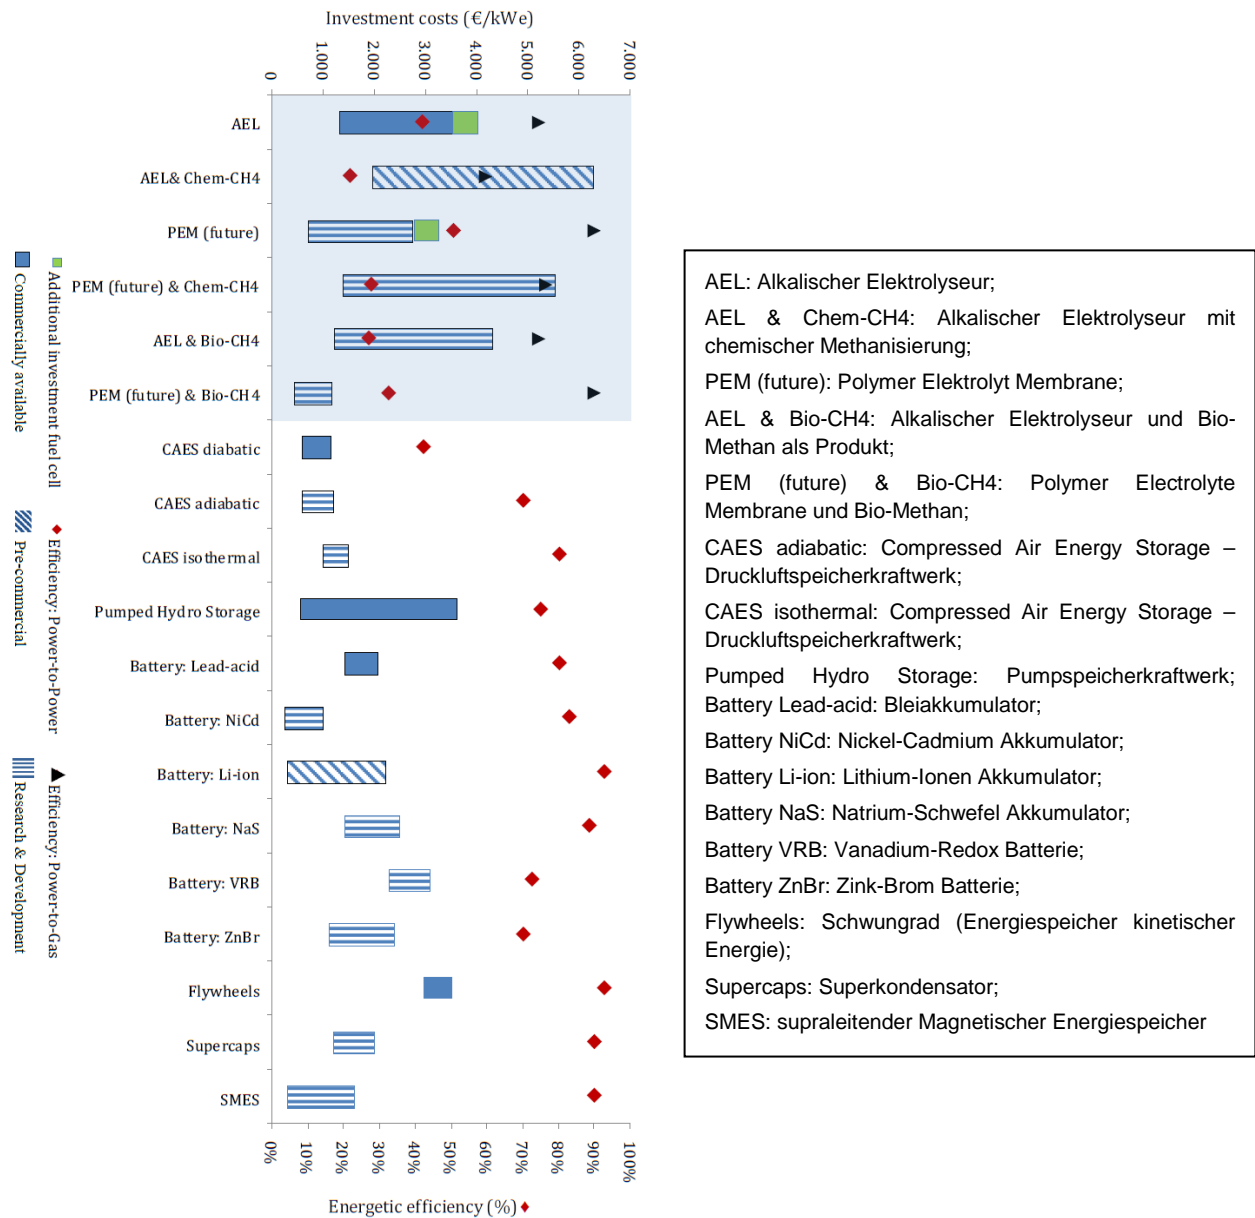 Investment costs (€/kWe)
0
1.000
2.000
3.000
4.000
5.000
6.000
7.000
AEL
AEL& Chem-CH4
PEM (future)
PEM (future) & Chem-CH4
AEL & Bio-CH4
PEM (future) & Bio-CH4
CAES diabatic
CAES adiabatic
CAES isothermal
Pumped Hydro Storage
Battery: Lead-acid
Battery: NiCd
Battery: Li-ion
Battery: NaS
Battery: VRB
Battery: ZnBr
Flywheels
Supercaps
SMES
0%
10%
20%
30%
40%
50%
60%
70%
80%
90%
100%
Energetic efficiency (%)
Additional investment fuel cell
Efficiency: Power-to-Power
Efficiency: Power-to-Gas
Commercially available
Pre-commercial
Research & Development
AEL: Alkalischer Elektrolyseur;
AEL & Chem-CH4: Alkalischer Elektrolyseur mit
chemischer Methanisierung;
PEM (future): Polymer Elektrolyt Membrane;
AEL & Bio-CH4: Alkalischer Elektrolyseur und Bio-
Methan als Produkt;
PEM (future) & Bio-CH4: Polymer Electrolyte
Membrane und Bio-Methan;
CAES adiabatic: Compressed Air Energy Storage –
Druckluftspeicherkraftwerk;
CAES isothermal: Compressed Air Energy Storage –
Druckluftspeicherkraftwerk;
Pumped Hydro Storage: Pumpspeicherkraftwerk;
Battery Lead-acid: Bleiakkumulator;
Battery NiCd: Nickel-Cadmium Akkumulator;
Battery Li-ion: Lithium-Ionen Akkumulator;
Battery NaS: Natrium-Schwefel Akkumulator;
Battery VRB: Vanadium-Redox Batterie;
Battery ZnBr: Zink-Brom Batterie;
Flywheels: Schwungrad (Energiespeicher kinetischer
Energie);
Supercaps: Superkondensator;
SMES: supraleitender Magnetischer Energiespeicher